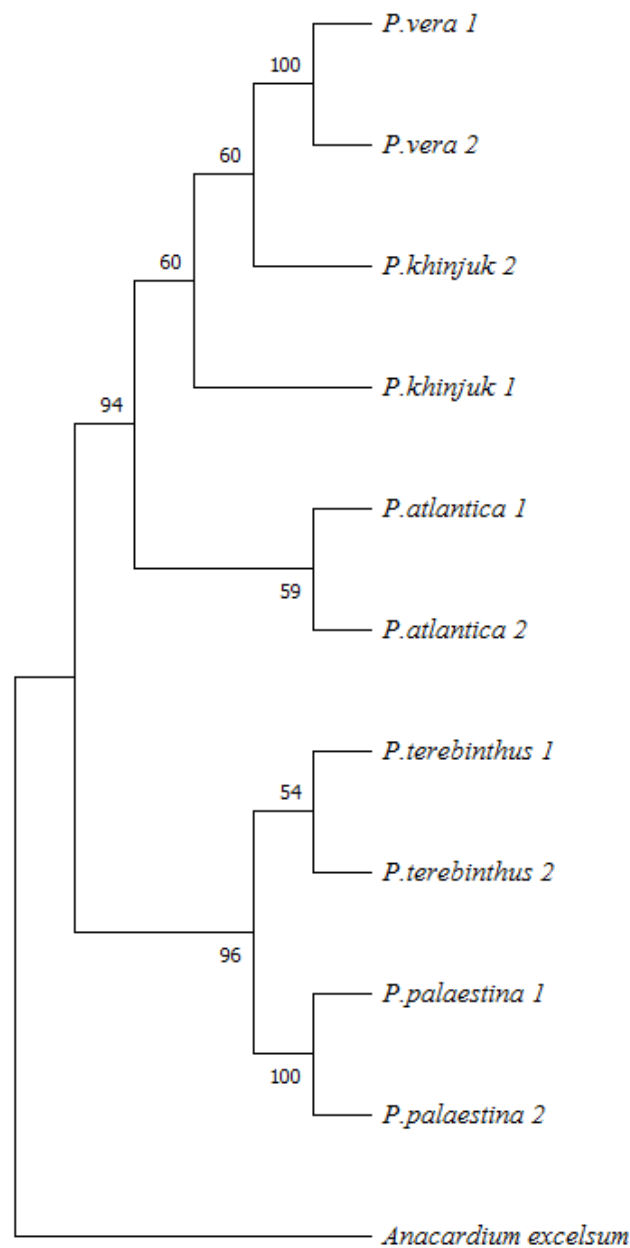 P.vera 1
100
P.vera 2
60
P.khinjuk 2
60
P.khinjuk 1
94
P.atlantica 1
59
P.atlantica 2
P.terebinthus 1
54
P.terebinthus 2
96
P.palaestina 1
100
P.palaestina 2
Anacardium excelsum